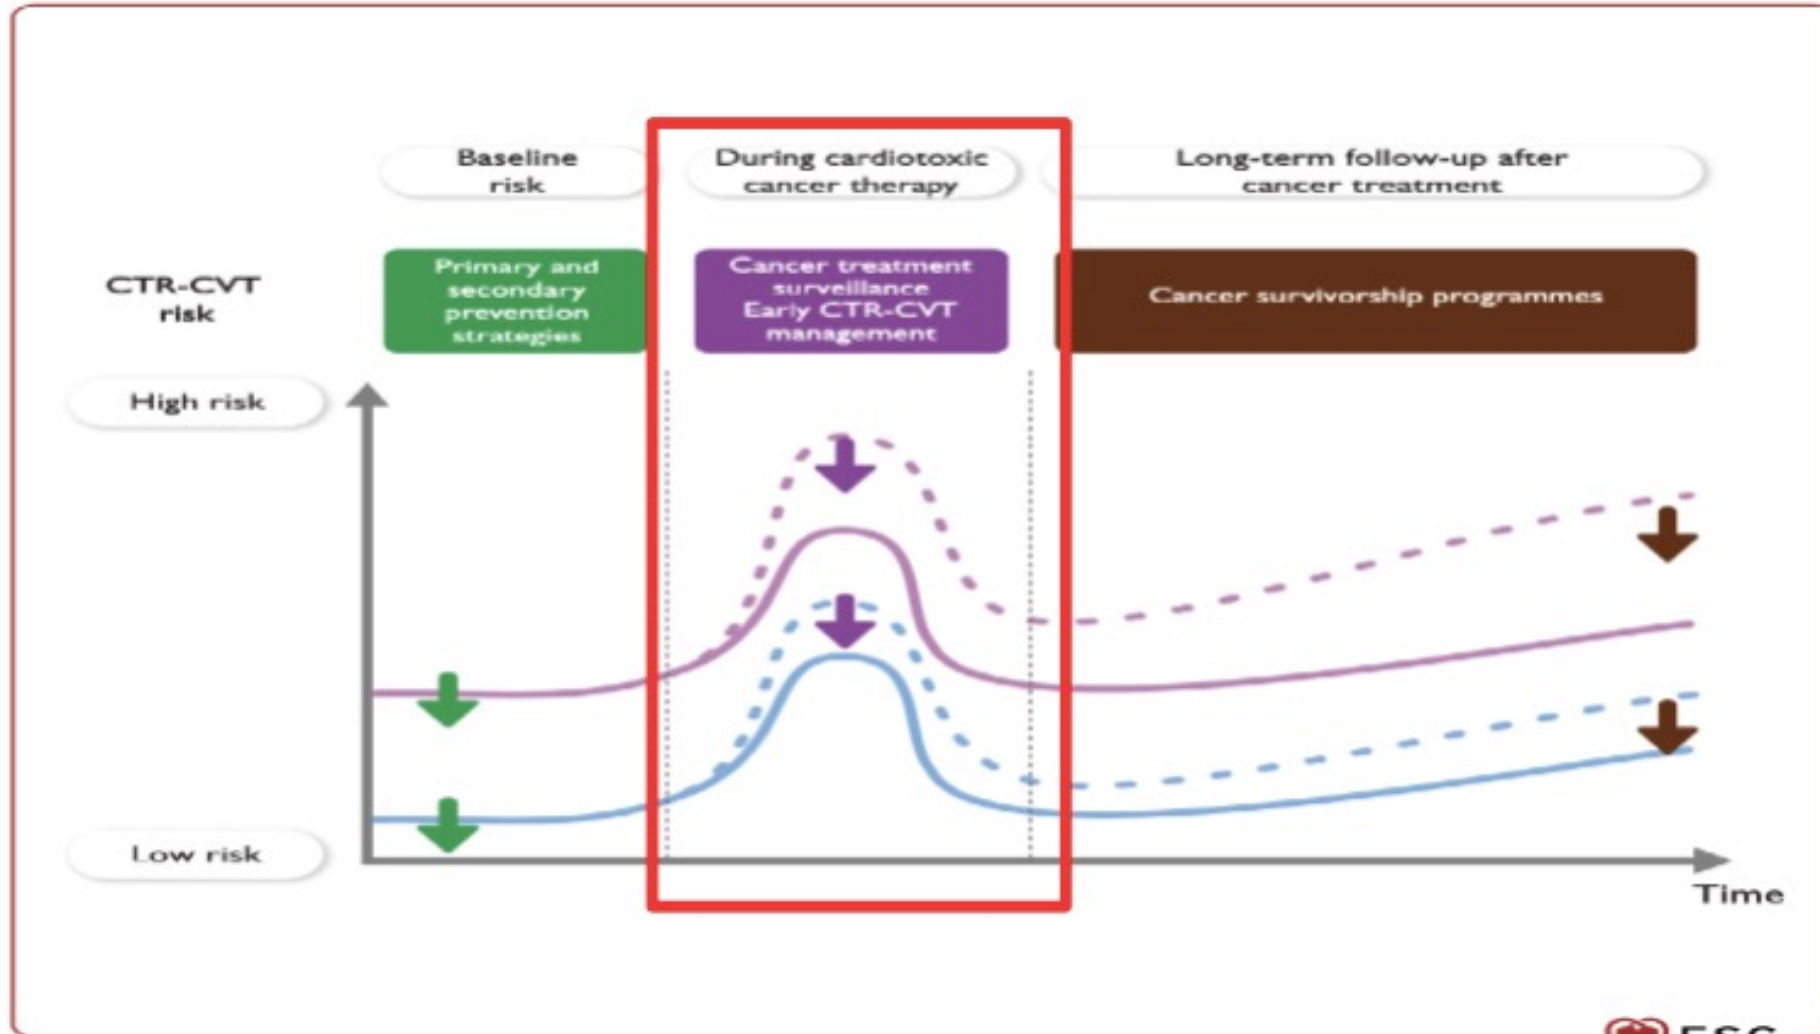 Baseline
risk
During cardiotoxic
cancer therapy
Long-term follow-up after
cancer treatment
CTR-CVT
risk
Primary and
secondary
prevention
strategies
Cancer treatment
surveillance
Early CTR-CVT
management
Cancer survivorship programmes
High risk
Low risk
Time
ESC